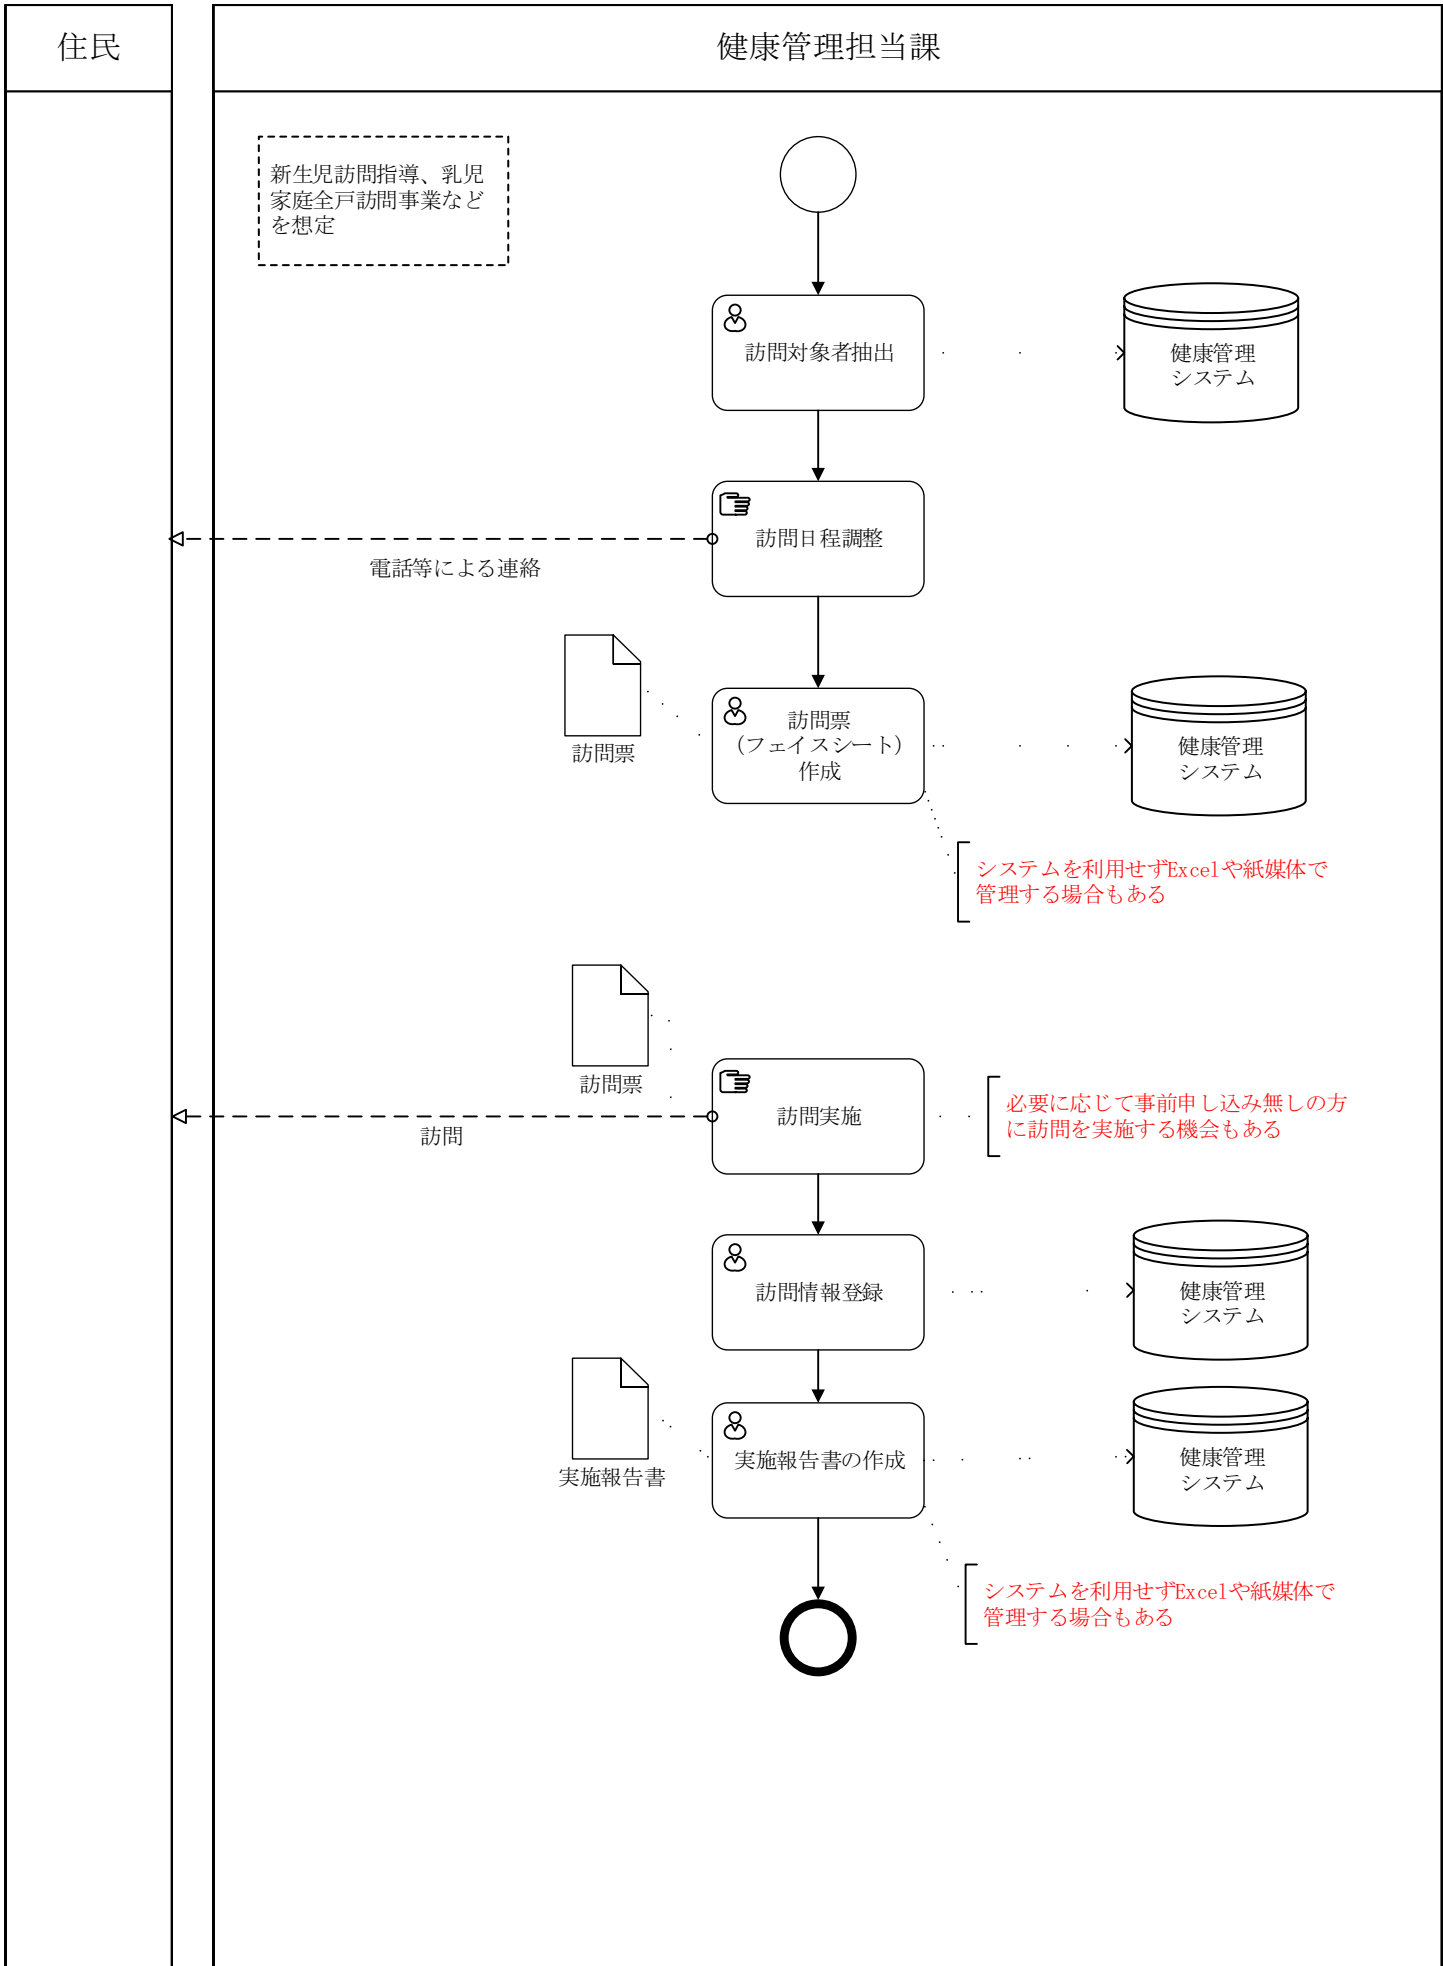 住民
健康管理担当課
新生児訪問指導、乳児
家庭全戸訪問事業など
を想定
訪問対象者抽出
健康管理
システム
訪問日程調整
電話等による連絡
訪問票
訪問票
（フェイスシート）
作成
健康管理
システム
システムを利用せずExcelや紙媒体で
管理する場合もある
訪問票
訪問実施
訪問
必要に応じて事前申し込み無しの方
に訪問を実施する機会もある
訪問情報登録
健康管理
システム
実施報告書
実施報告書の作成
健康管理
システム
システムを利用せずExcelや紙媒体で
管理する場合もある